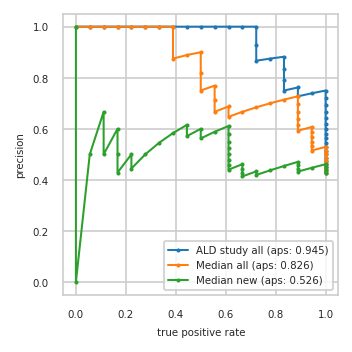 1.0
0.8
0.6
0.4
0.2
0.0
precision
ALD study all (aps: 0.945)
Median all (aps: 0.826)
Median new (aps: 0.526)
0.0 0.2 0.4 0.6 0.8 1.0
true positive rate